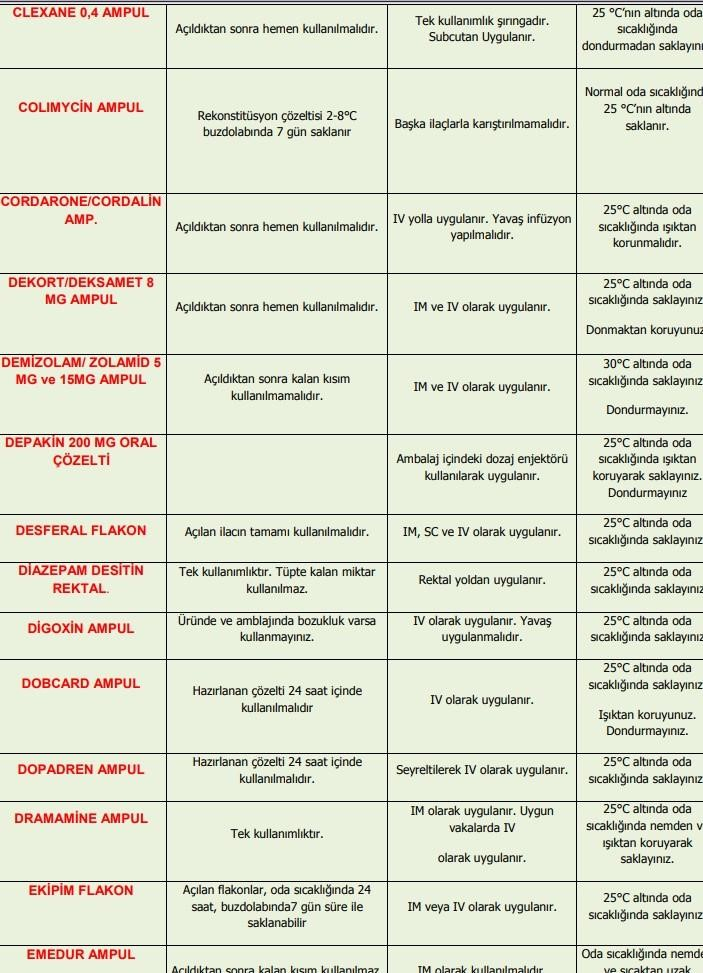 CLEXANE 0,4 AMPUL
Açıldıktan sonra hemen kullanılmalıdır.
Tek kullanımlık şırıngadır.
Subcutan Uygulanır.
25 °C’nın altında oda
sıcaklığında
dondurmadan
COLIMYCİN AMPUL
Rekonstitüsyon çözeltisi 2-8°C
buzdolabında 7 gün saklanır
Başka ilaçlarla karıştırılmamalıdır.
Normal oda
25 °C’nın altında
saklanır.
CORDARONE/CORDALİN
AMP.
Açıldıktan sonra hemen kullanılmalıdır.
IV yolla uygulanır. Yavaş infüzyon
yapılmalıdır.
25°C altında oda
sıcaklığında ışıktan
korunmalıdır.
DEKORT/DEKSAMET 8
MG AMPUL
Açıldıktan sonra hemen kullanılmalıdır.
IM ve IV olarak uygulanır.
25°C altında oda
sıcaklığında saklayınız
Donmaktan koruyunuz
DEMİZOLAM/ ZOLAMİD 5
MG ve 15MG AMPUL
Açıldıktan sonra kalan kısım
kullanılmamalıdır.
IM ve IV olarak uygulanır.
30°C altında oda
sıcaklığında saklayınız
Dondurmayınız.
DEPAKİN 200 MG ORAL
ÇÖZELTİ
Ambalaj içindeki dozaj enjektörü
kullanılarak uygulanır.
25°C altında oda
sıcaklığında ışıktan
koruyarak saklayınız.
Dondurmayınız
DESFERAL FLAKON
Açılan ilacın tamamı kullanılmalıdır.
IM, SC ve IV olarak uygulanır.
25°C altında oda
sıcaklığında saklayınız
DİAZEPAM DESİTİN
REKTAL.
Tek kullanımlıktır. Tüpte kalan miktar
kullanılmaz.
Rektal yoldan uygulanır.
25°C altında oda
sıcaklığında saklayınız
DİGOXİN AMPUL
Üründe ve amblajında bozukluk varsa
kullanmayınız.
IV olarak uygulanır. Yavaş
uygulanmalıdır.
25°C altında oda
sıcaklığında saklayınız
DOBCARD AMPUL
Hazırlanan çözelti 24 saat içinde
kullanılmalıdır
IV olarak uygulanır.
25°C altında oda
sıcaklığında saklayınız
Işıktan koruyunuz.
Dondurmayınız.
DOPADREN AMPUL
Hazırlanan çözelti 24 saat içinde
kullanılmalıdır.
Seyreltilerek IV olarak uygulanır.
25°C altında oda
sıcaklığında saklayınız
DRAMAMİNE AMPUL
Tek kullanımlıktır.
IM olarak uygulanır. Uygun
vakalarda IV
olarak uygulanır.
25°C altında oda
sıcaklığında nemden
ışıktan koruyarak
saklayınız.
EKİPİM FLAKON
Açılan flakonlar, oda sıcaklığında 24
saat, buzdolabında7 gün süre ile
saklanabilir
IM veya IV olarak uygulanır.
25°C altında oda
sıcaklığında saklayınız
EMEDUR AMPUL
Açıldıktan sonra kalan kısım kullanılmaz
IM olarak kullanılmalıdır
Oda sıcaklığında
ve sıcaktan uzak